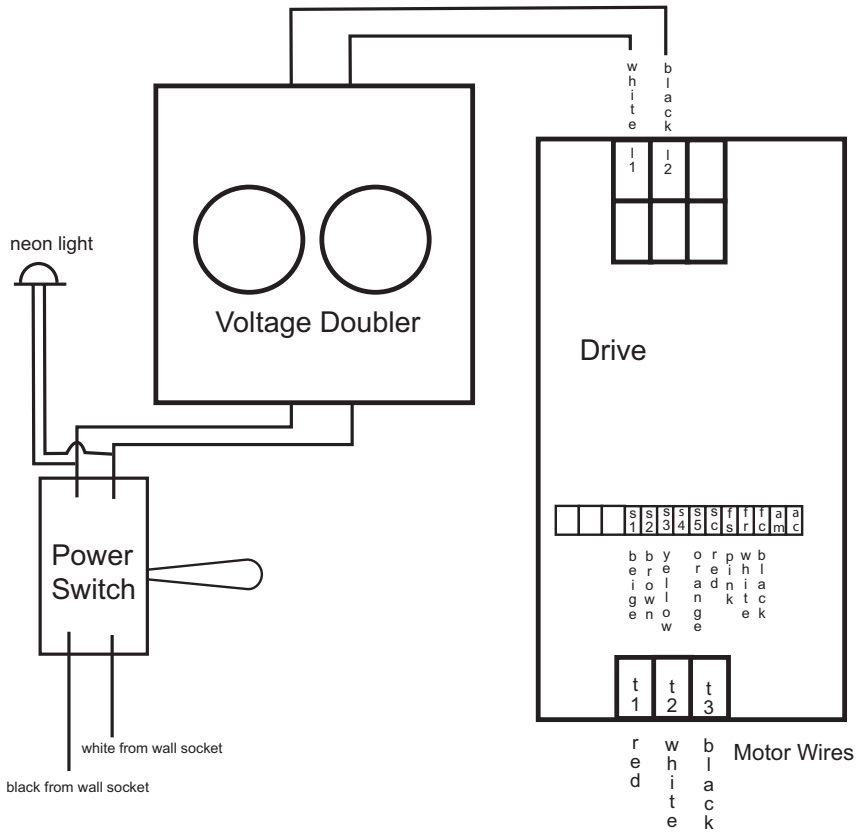 white
black
l1
l2
neon light
Voltage Doubler
Drive
s1 s2 s3 s4 s5 sc fs fr fc am ac
beige
brown
yellow
orange
red
pink
white
black
Power
Switch
t1
t2
t3
white from wall socket
red
white
black
Motor Wires
black from wall socket